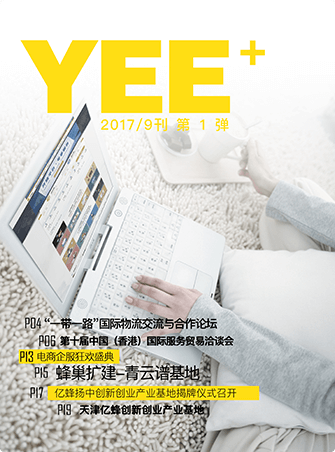 YEE+
2017/9刊 第 1 弹
P04 “一带一路”国际物流交流与合作论坛
P06 第十届中国（香港）国际服务贸易洽谈会
P13 电商企服狂欢盛典
P15 蜂巢扩建-青云谱基地
P17 亿蜂扬中创新创业产业基地揭牌仪式召开
P19 天津亿蜂创新创业产业基地